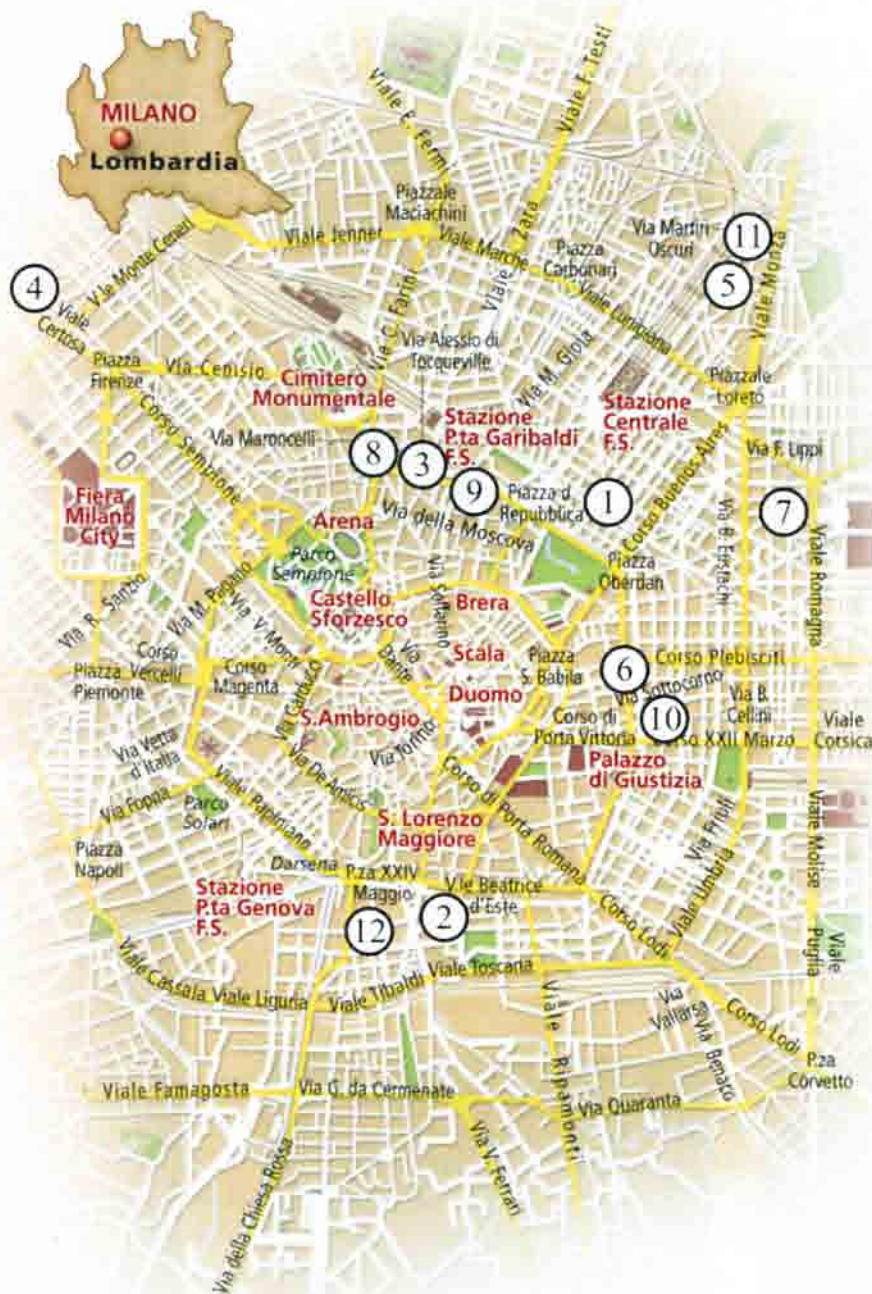 MILANO
Lombardia
Viale E. Fermi
Viale F. Testi
Viale Zara
Piazzale
Maciachini
Viale Jenner
Viale Marche
V.le Monte Ceneri
Via Martiri
Oscuri
11
5
Piazza
Carbonari
Viale Lunigiana
Viale Monza
4
Viale
Certosa
Via C. Farini
Via Alessio di
Tocqueville
Via M. Gioia
Piazza
Firenze
Via Cenisio
Cimitero
Monumentale
Stazione
Centrale
F.S.
Piazzale
Loreto
Corso Sempione
Via Maroncelli
Stazione
P.ta Garibaldi
F.S.
8
3
9
Via F. Lippi
Piazza d.
Repubblica
1
Corso Buenos Aires
7
Fiera
Milano
City
Arena
Via della Moscova
Via B. Eustachi
Viale Romagna
Parco
Sempione
Piazza
Oberdan
Via R. Sanzio
Via M. Pagano
Via V. Monti
Castello
Sforzesco
Via Solferino
Brera
Via
Dante
Scala
Piazza
S. Babila
6
Corso Plebisciti
Corso
Vercelli
Piazza
Piemonte
Corso
Magenta
Via Carducci
Duomo
Via Sottocorno
10
Via B.
Cellini
S.Ambrogio
Via Torino
Corso di
Porta Vittoria
Corso XXII Marzo
Viale
Corsica
Via Vetta
d'Italia
Via De Amicis
Palazzo
di Giustizia
Via Foppa
Parco
Solari
Viale Papiniano
Corso di Porta Romana
S. Lorenzo
Maggiore
Via Friuli
Viale Umbria
Viale Molise
Piazza
Napoli
Darsena
P.za XXIV
Maggio
V.le Beatrice
d'Este
Stazione
P.ta Genova
F.S.
12
2
Corso Lodi
Viale
Puglia
Viale Cassala
Viale Liguria
Viale Tibaldi
Viale Toscana
Via
Vallarsa
Via Benaco
Corso Lodi
Viale Ripamonti
P.za
Corvetto
Viale Famagosta
Via G. da Cermenate
Via Quaranta
Via V. Ferrari
Via della Chiesa Rossa